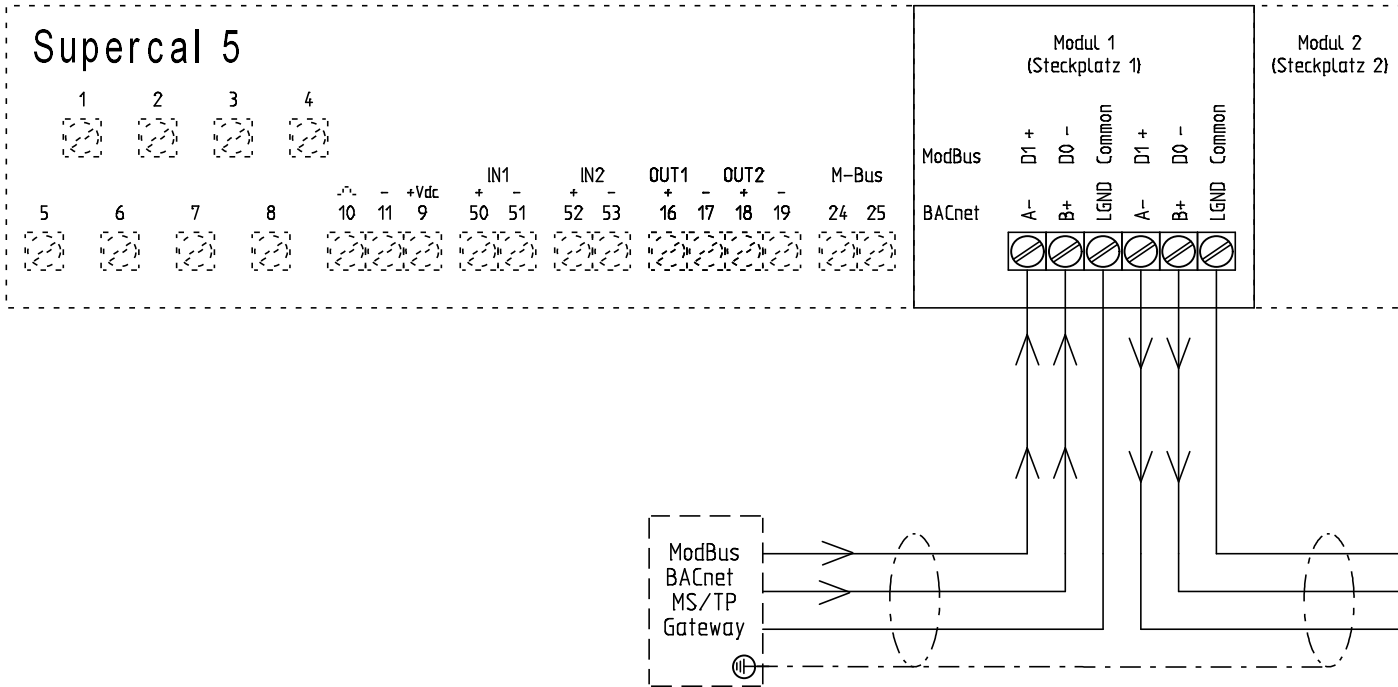 Supercal 5
Modul 1
(Steckplatz 1)
Modul 2
(Steckplatz 2)
1 2 3 4
ModBus D1 + D0 - Common D1 + D0 - Common
IN1 IN2 OUT1 OUT2 M-Bus
- +Vdc + - + - + - + -
5 6 7 8 10 11 9 50 51 52 53 16 17 18 19 24 25
BACnet A- B+ LGND A- B+ LGND
ModBus
BACnet
MS/TP
Gateway